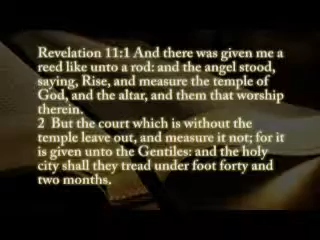 Revelation 11:1 And there was given me a
reed like unto a rod: and the angel stood,
saying, Rise, and measure the temple of
God, and the altar, and them that worship
therein.
2  But the court which is without the
temple leave out, and measure it not; for it
is given unto the Gentiles: and the holy
city shall they tread under foot forty and
two months.